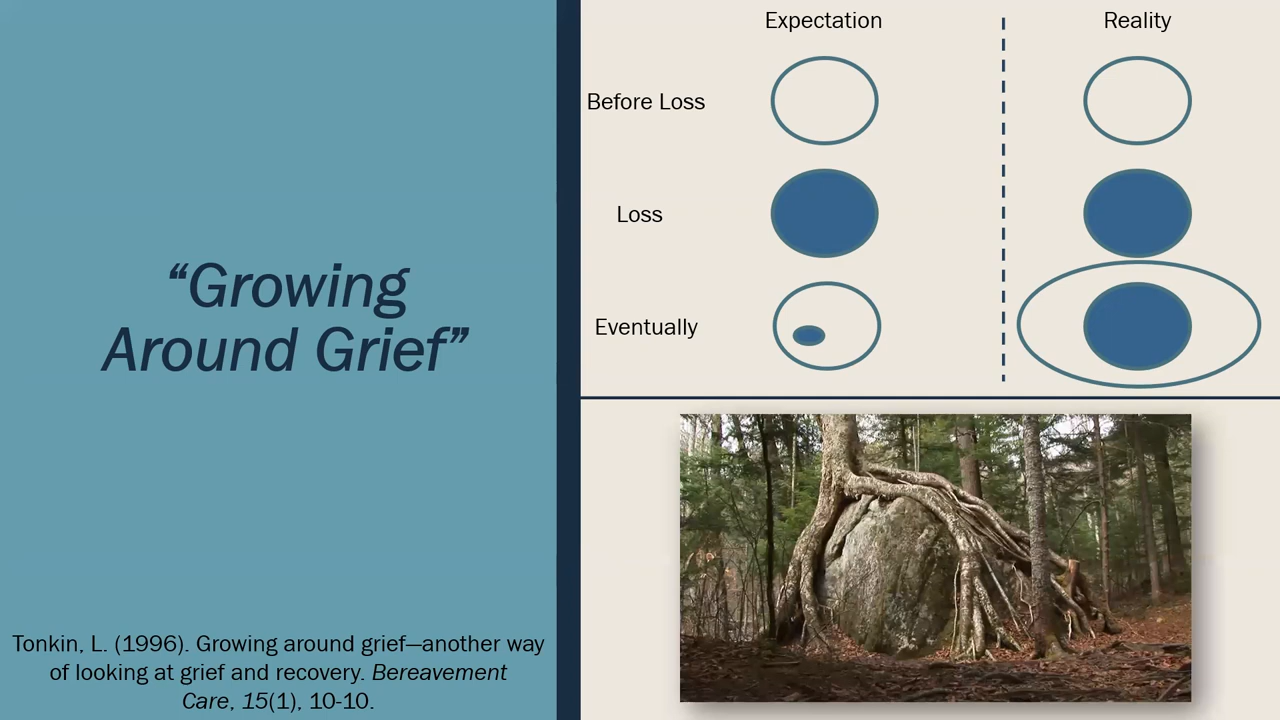 “Growing
Around Grief”
Tonkin, L. (1996). Growing around grief—another way
of looking at grief and recovery. Bereavement
Care, 15(1), 10-10.
Expectation
Reality
Before Loss
Loss
Eventually